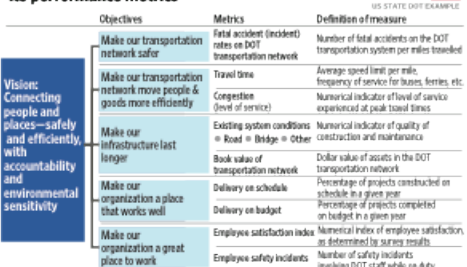 its performance metrics
US STATE DOT EXAMPLE
Objectives Metrics Definition of measure
Vision:
Connecting
people and
places—safely
and efficiently,
with
accountability
and
environmental
sensitivity
Make our transportation
network safer
Fatal accident (incident)
rates on DOT
transportation network
Number of fatal accidents on the DOT
transportation system per miles travelled
Make our transportation
network move people &
goods more efficiently
Travel time
Average speed limit per mile,
frequency of service for buses, ferries, etc.
Congestion
(level of service)
Numerical indicator of level of service
experienced at peak travel times
Make our
infrastructure last
longer
Existing system conditions
• Road • Bridge • Other
Numerical indicator of quality of
construction and maintenance
Book value of
transportation network
Dollar value of assets in the DOT
transportation network
Make our
organization a place
that works well
Delivery on schedule
Percentage of projects constructed on
schedule in a given year
Delivery on budget
Percentage of projects completed
on budget in a given year
Make our
organization a great
place to work
Employee satisfaction index
Numerical index of employee satisfaction,
as determined by survey results
Employee safety incidents
Number of safety incidents
involving DOT staff while on duty